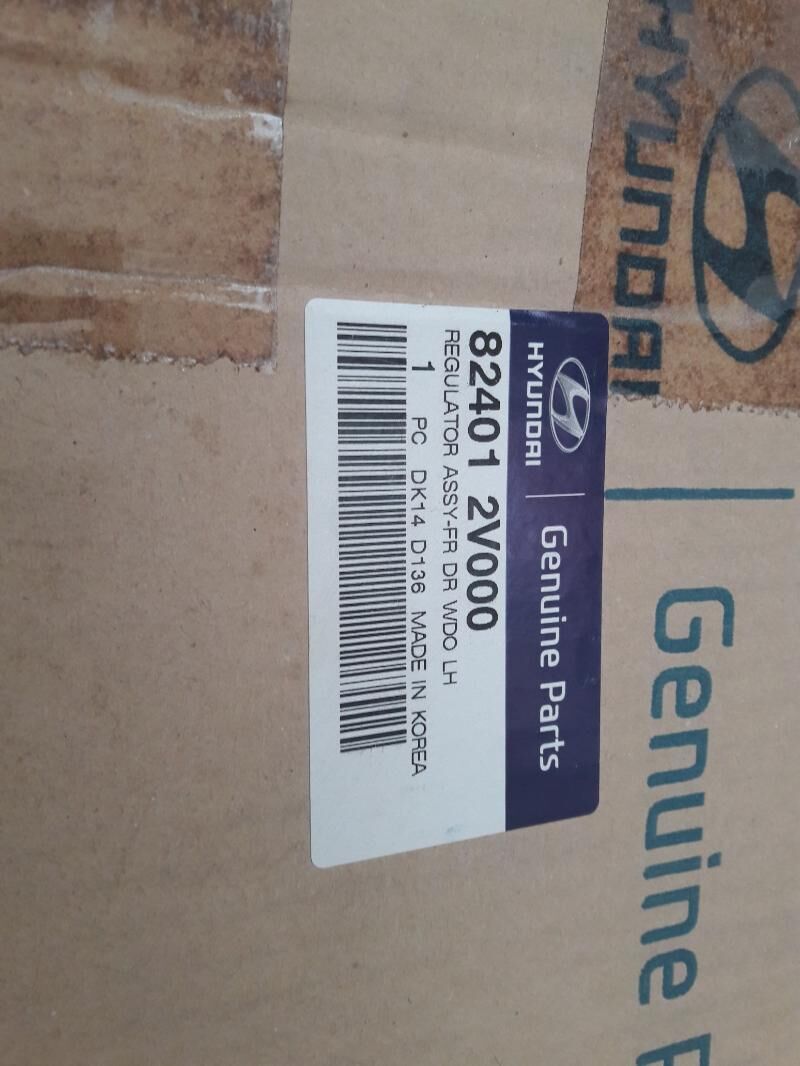 HYUNDAI
Genuine P
HYUNDAI | Genuine Parts
82401 2V000
REGULATOR ASSY-FR DR WDO LH
1 PC DK14 D136 MADE IN KOREA